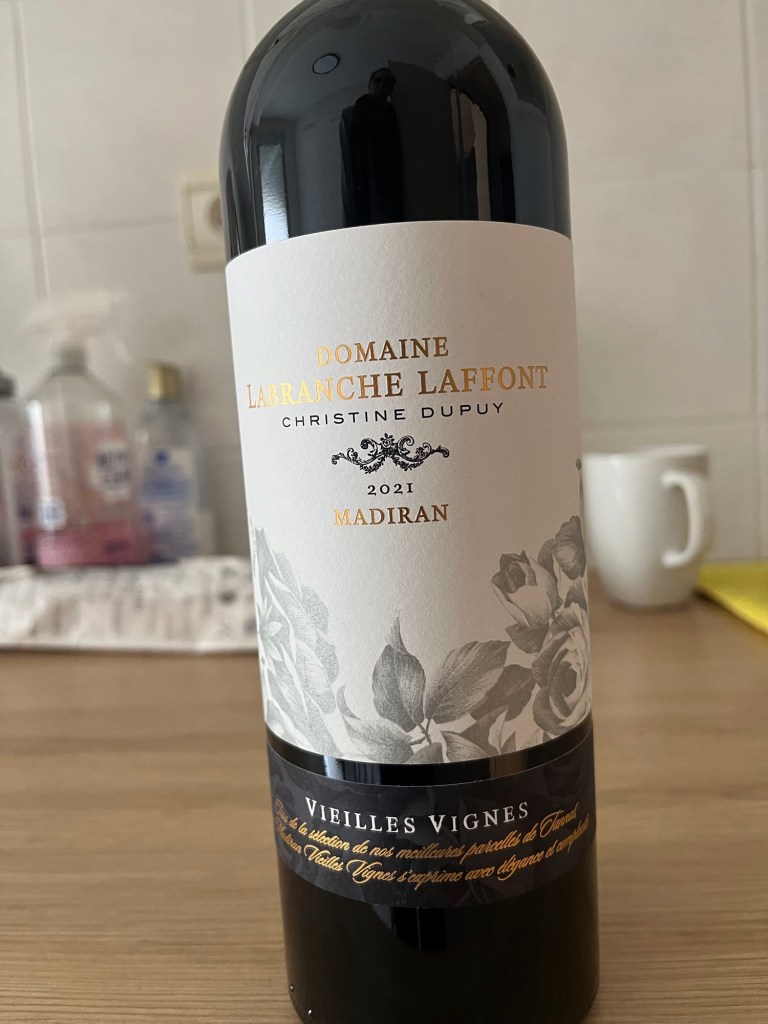 DOMAINE
LABRANCHE LAFFONT
CHRISTINE DUPUY
2021
MADIRAN
VIEILLES VIGNES
de la sélection de nos meilleures parcelles de Tannat,
Madiran Vieilles Vignes s'exprime avec élégance et